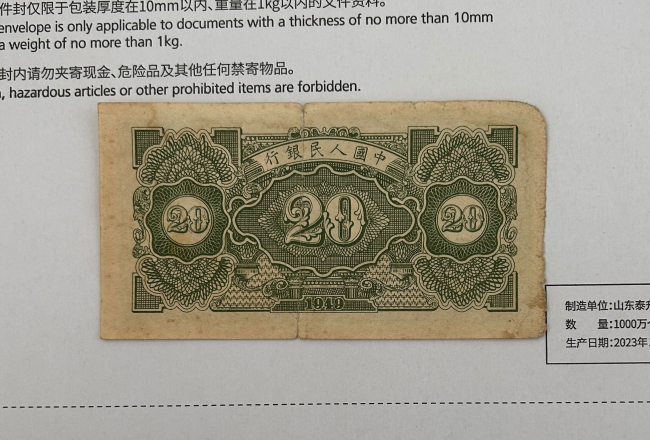 件封仅限于包装厚度在10mm以内、重量在1kg以内的文件资料。
envelope is only applicable to documents with a thickness of no more than 10mm
a weight of no more than 1kg.
封内请勿夹寄现金、危险品及其他任何禁寄物品。
, hazardous articles or other prohibited items are forbidden.
行銀民人國中
20 20 20
1949
制造单位:山东泰
数 量:1000万
生产日期:2023年